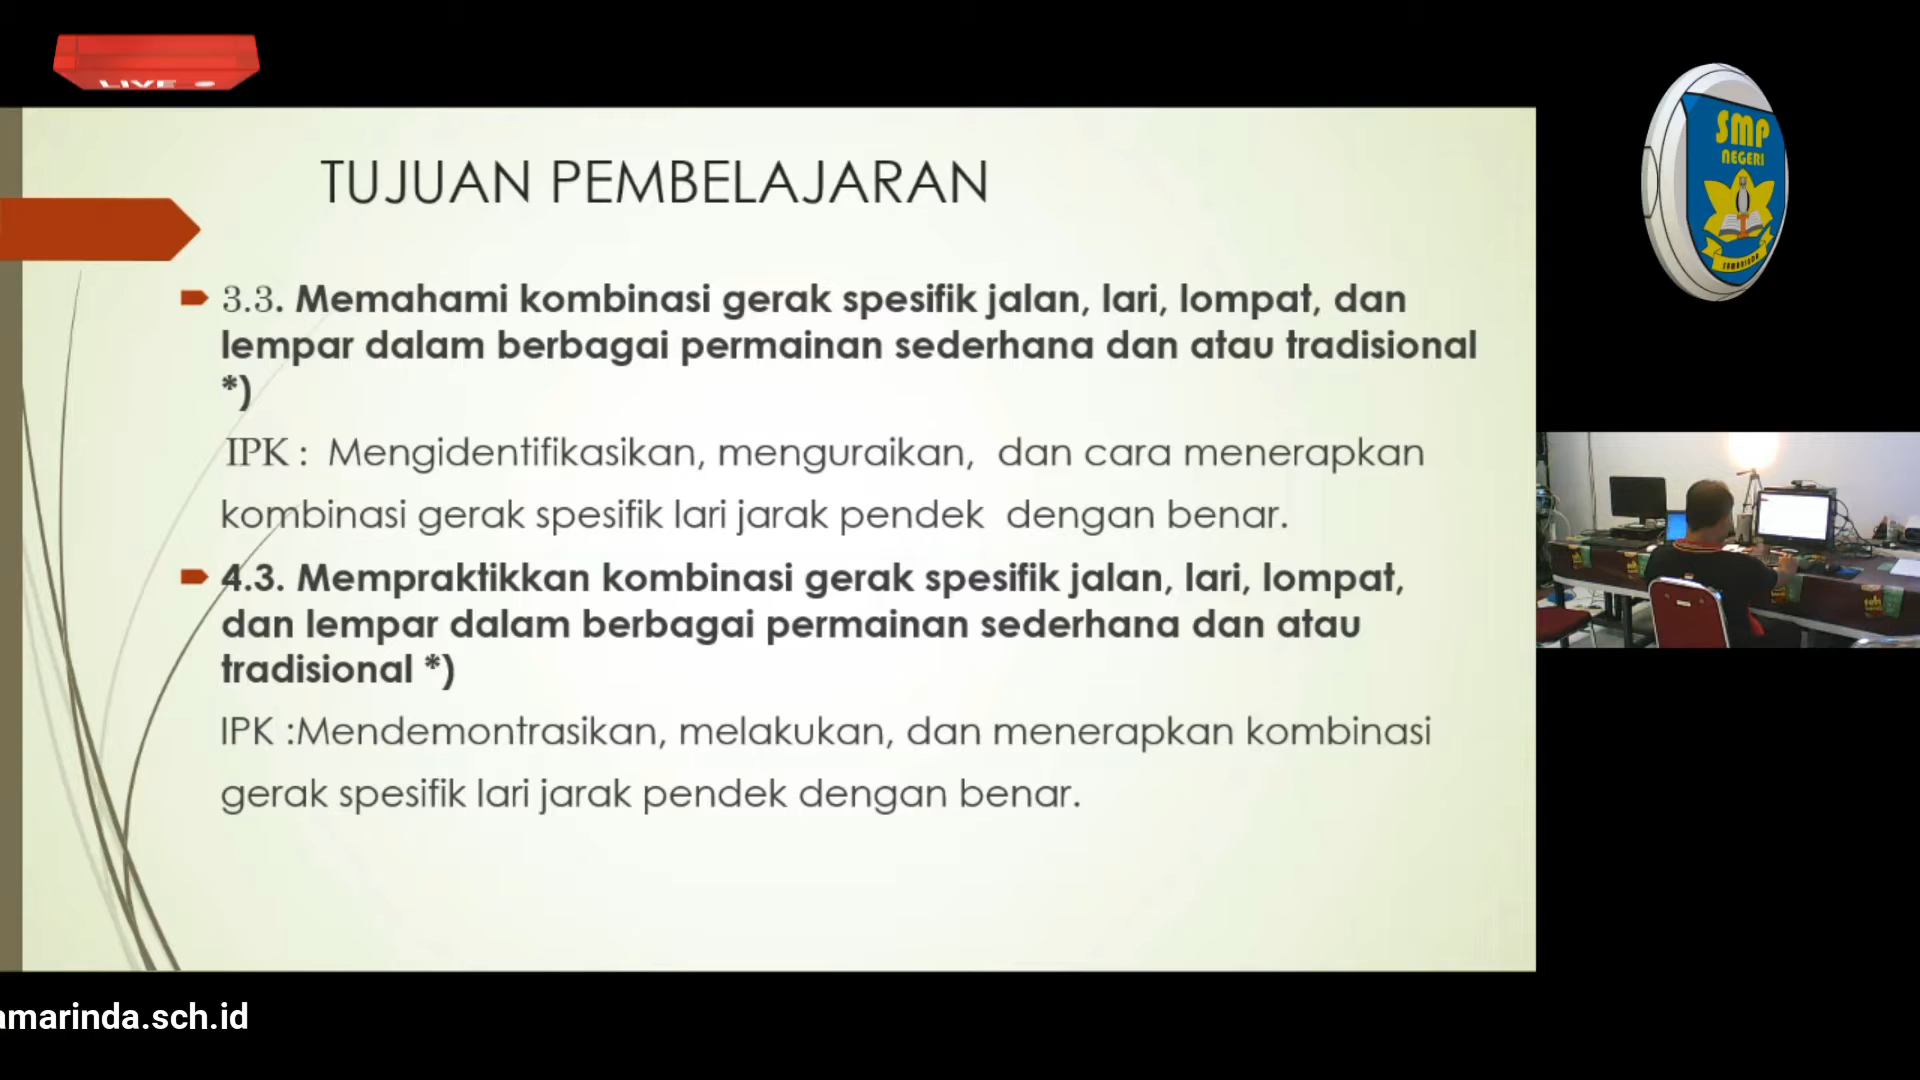 LIVE
SMP
NEGERI
SAMARINDA
TUJUAN PEMBELAJARAN
3.3. Memahami kombinasi gerak spesifik jalan, lari, lompat, dan
lempar dalam berbagai permainan sederhana dan atau tradisional
*)
IPK : Mengidentifikasikan, menguraikan, dan cara menerapkan
kombinasi gerak spesifik lari jarak pendek dengan benar.
4.3. Mempraktikkan kombinasi gerak spesifik jalan, lari, lompat,
dan lempar dalam berbagai permainan sederhana dan atau
tradisional *)
IPK :Mendemontrasikan, melakukan, dan menerapkan kombinasi
gerak spesifik lari jarak pendek dengan benar.
amarinda.sch.id